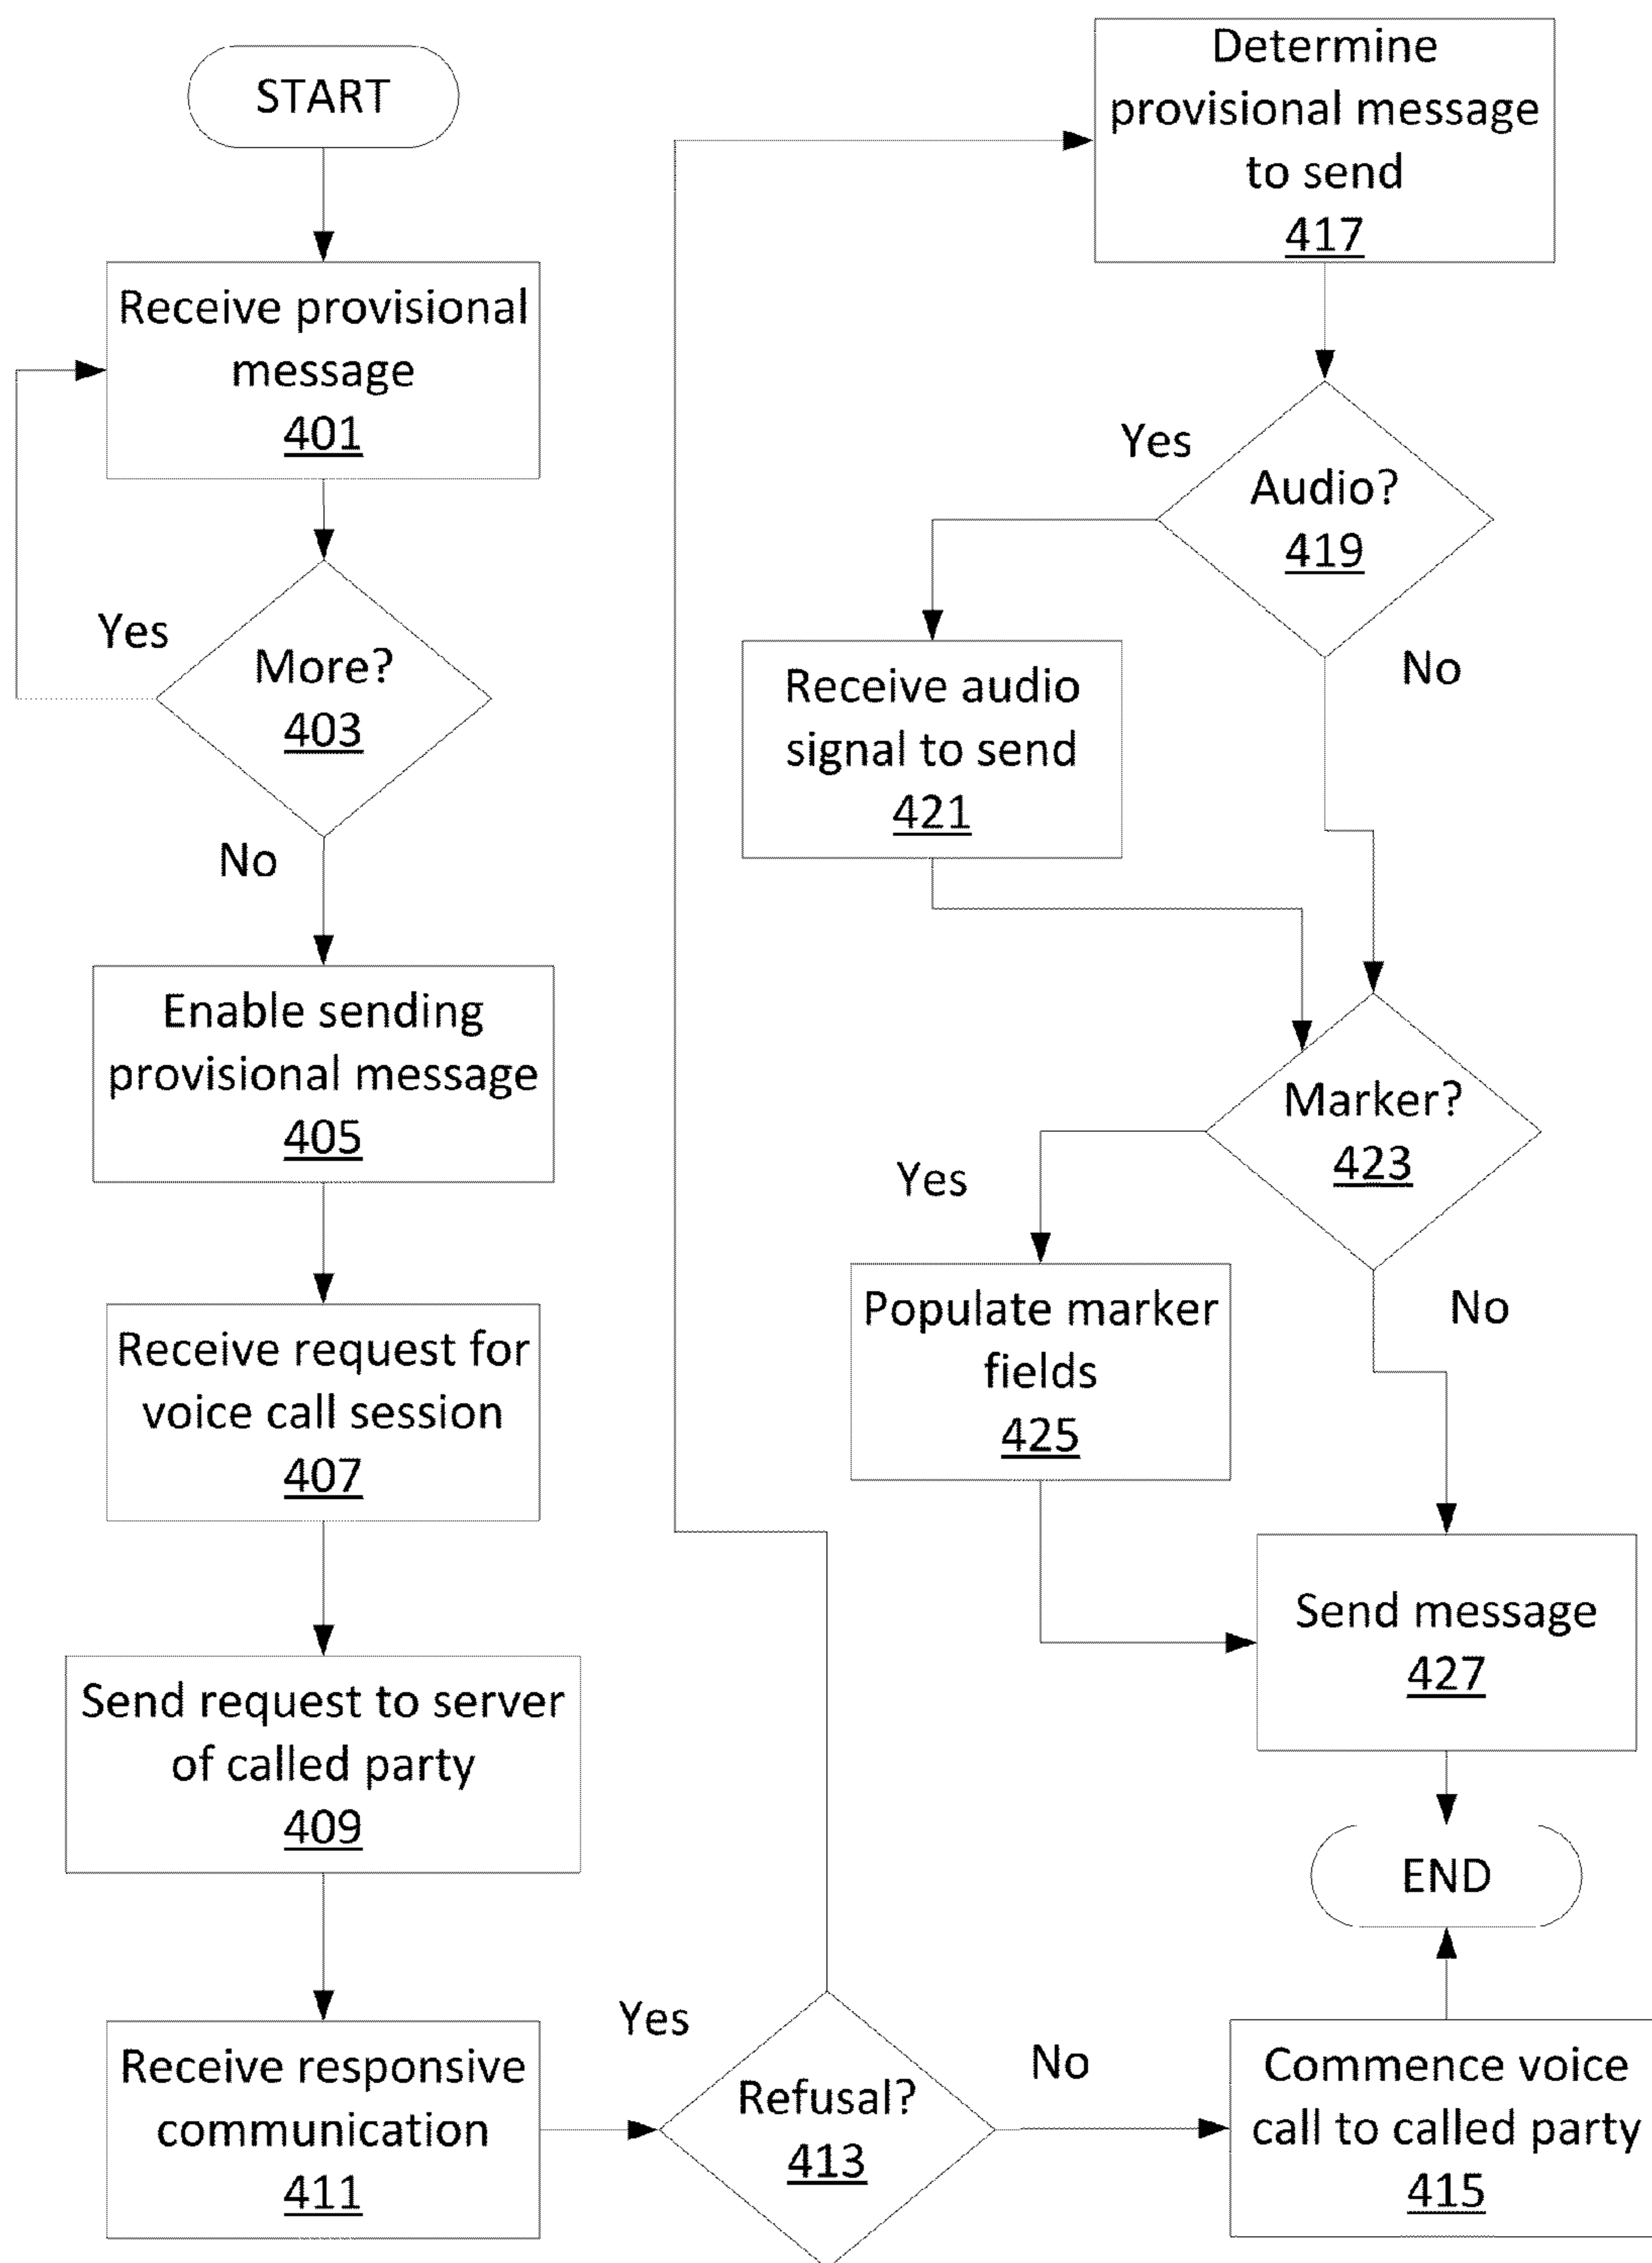 START
Receive provisional
message
401
Yes
More?
403
No
Enable sending
provisional message
405
Receive request for
voice call session
407
Send request to server
of called party
409
Receive responsive
communication
411
Yes
Refusal?
413
No
Commence voice
call to called party
415
Determine
provisional message
to send
417
Yes
Audio?
419
No
Receive audio
signal to send
421
Marker?
423
Yes
No
Populate marker
fields
425
Send message
427
END